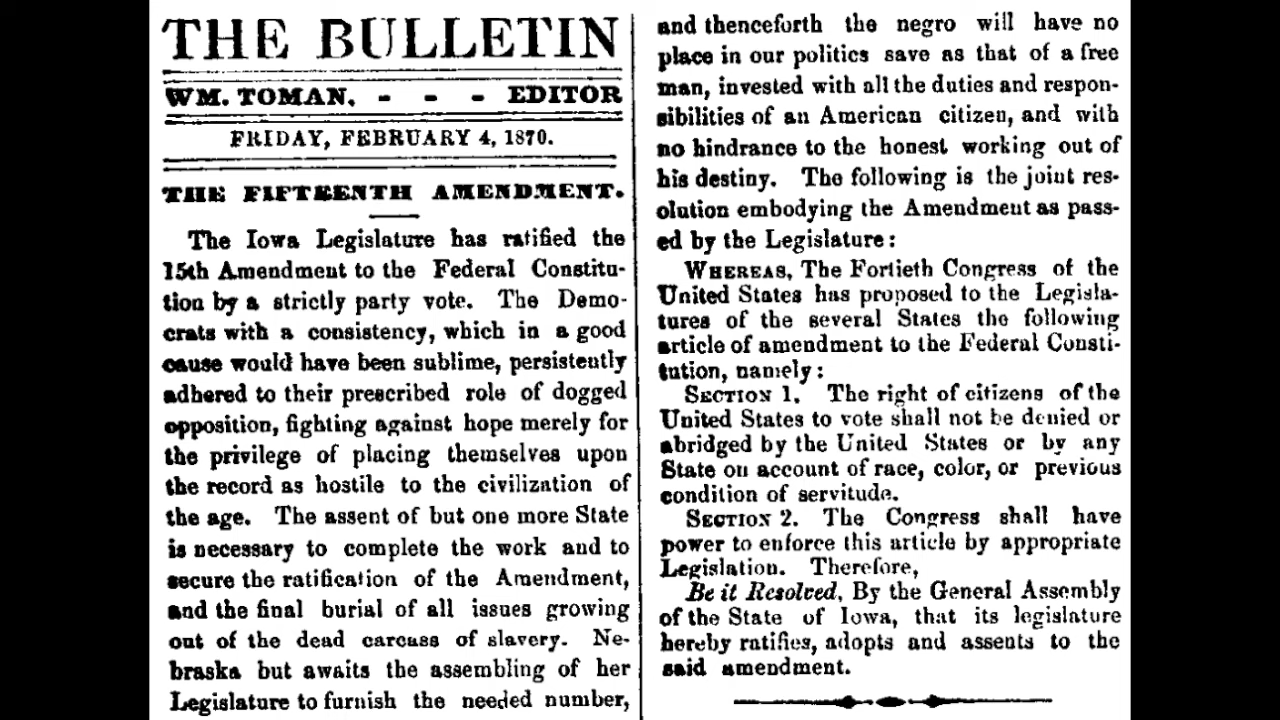 THE BULLETIN
WM. TOMAN, - - - EDITOR
FRIDAY, FEBRUARY 4, 1870.
THE FIFTEENTH AMENDMENT.
The Iowa Legislature has ratified the
15th Amendment to the Federal Constitu-
tion by a strictly party vote. The Demo-
crats with a consistency, which in a good
cause would have been sublime, persistently
adhered to their prescribed role of dogged
opposition, fighting against hope merely for
the privilege of placing themselves upon
the record as hostile to the civilization of
the age. The assent of but one more State
is necessary to complete the work and to
secure the ratification of the Amendment,
and the final burial of all issues growing
out of the dead carcass of slavery. Ne-
braska but awaits the assembling of her
Legislature to furnish the needed number,
and thenceforth the negro will have no
place in our politics save as that of a free
man, invested with all the duties and respon-
sibilities of an American citizen, and with
no hindrance to the honest working out of
his destiny. The following is the joint res-
olution embodying the Amendment as pass-
ed by the Legislature:
WHEREAS, The Fortieth Congress of the
United States has proposed to the Legisla-
tures of the several States the following
article of amendment to the Federal Consti-
tution, namely:
SECTION 1. The right of citizens of the
United States to vote shall not be denied or
abridged by the United States or by any
State on account of race, color, or previous
condition of servitude.
SECTION 2. The Congress shall have
power to enforce this article by appropriate
Legislation. Therefore,
Be it Resolved, By the General Assembly
of the State of Iowa, that its legislature
hereby ratifies, adopts and assents to the
said amendment.